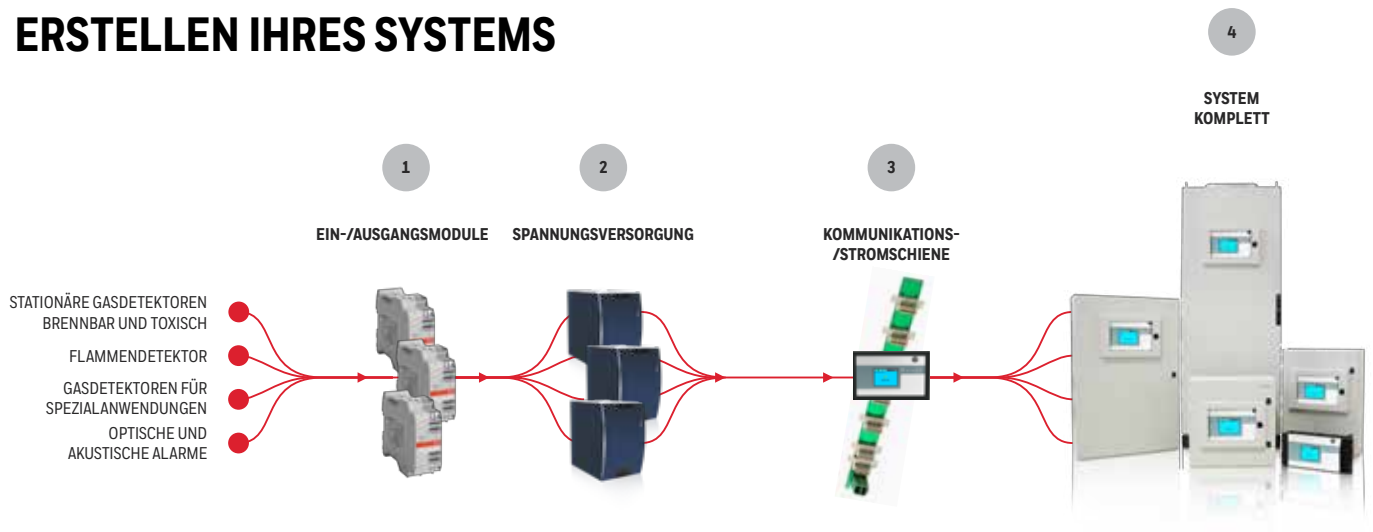 ERSTELLEN IHRES SYSTEMS
4
SYSTEM
KOMPLETT
1
2
3
EIN-/AUSGANGSMODULE
SPANNUNGSVERSORGUNG
KOMMUNIKATIONS-
/STROMSCHIENE
STATIONÄRE GASDETEKTOREN
BRENNBAR UND TOXISCH
FLAMMENDETEKTOR
GASDETEKTOREN FÜR
SPEZIALANWENDUNGEN
OPTISCHE UND
AKUSTISCHE ALARME